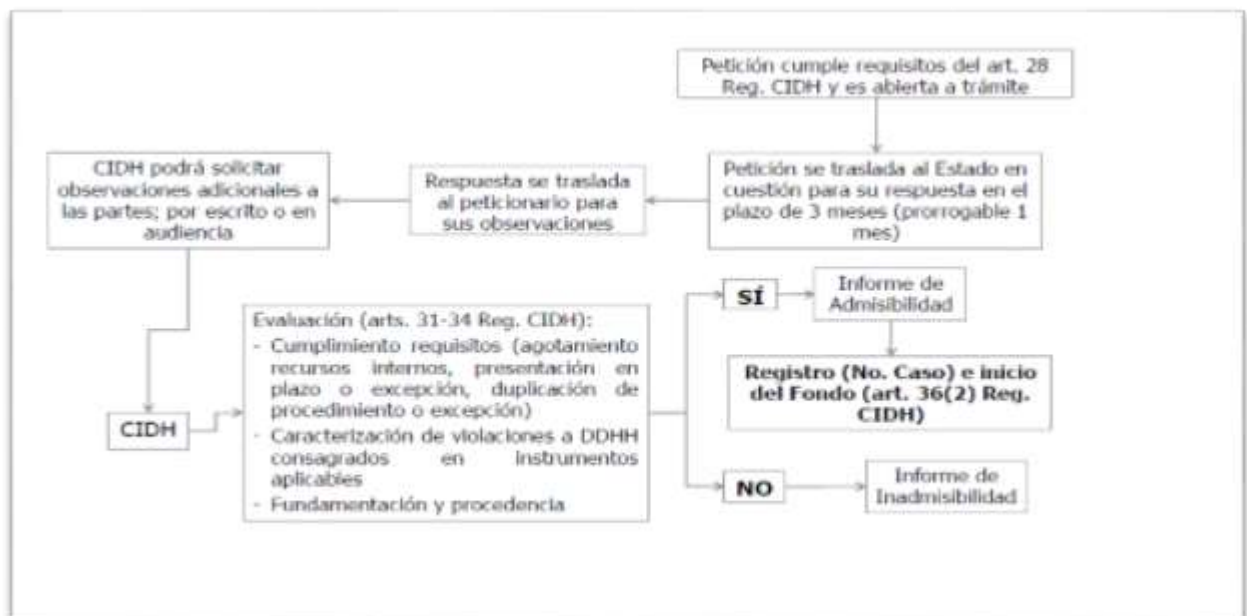 Petición cumple requisitos del art. 28
Reg. CIDH y es abierta a trámite
Petición se traslada al Estado en
cuestión para su respuesta en el
plazo de 3 meses (prorrogable 1
mes)
Respuesta se traslada
al peticionario para
sus observaciones
CIDH podrá solicitar
observaciones adicionales a
las partes; por escrito o en
audiencia
CIDH
Evaluación (arts. 31-34 Reg. CIDH):
- Cumplimiento requisitos (agotamiento
recursos internos, presentación en
plazo o excepción, duplicación de
procedimiento o excepción)
- Caracterización de violaciones a DDHH
consagrados en instrumentos
aplicables
- Fundamentación y procedencia
SÍ
Informe de
Admisibilidad
Registro (No. Caso) e inicio
del Fondo (art. 36(2) Reg.
CIDH)
NO
Informe de
Inadmisibilidad